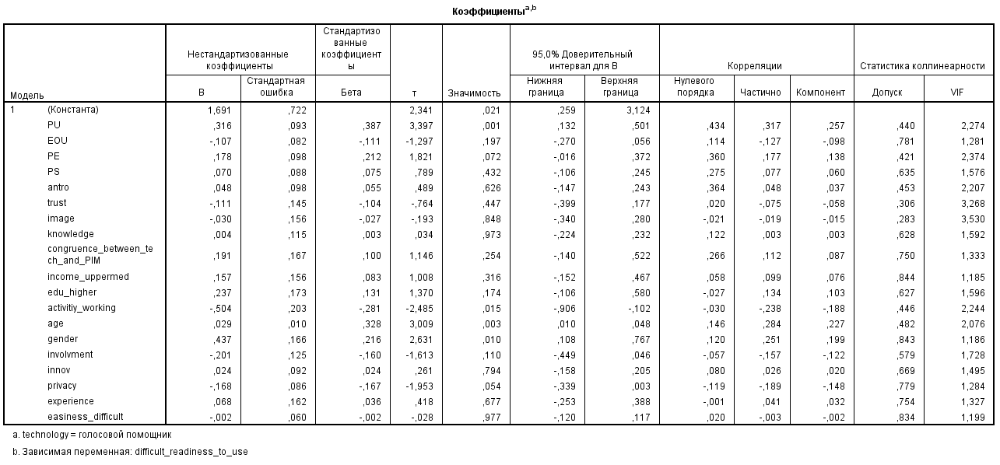 Коэффициенты a,b
Модель Нестандартизованные коэффициенты Стандартизованные коэффициенты т Значимость 95,0% Доверительный интервал для B Корреляции Статистика коллинеарности
B Стандартная ошибка Бета Нижняя граница Верхняя граница Нулевого порядка Частично Компонент Допуск VIF
1 (Константа) 1,691 ,722 2,341 ,021 ,259 3,124
PU ,316 ,093 ,387 3,397 ,001 ,132 ,501 ,434 ,317 ,257 ,440 2,274
EOU -,107 ,082 -,111 -1,297 ,197 -,270 ,056 ,114 -,127 -,098 ,781 1,281
PE ,178 ,098 ,212 1,821 ,072 -,016 ,372 ,360 ,177 ,138 ,421 2,374
PS ,070 ,088 ,075 ,789 ,432 -,106 ,245 ,275 ,077 ,060 ,635 1,576
antro ,048 ,098 ,055 ,489 ,626 -,147 ,243 ,364 ,048 ,037 ,453 2,207
trust -,111 ,145 -,104 -,764 ,447 -,399 ,177 ,020 -,075 -,058 ,306 3,268
image -,030 ,156 -,027 -,193 ,848 -,340 ,280 -,021 -,019 -,015 ,283 3,530
knowledge ,004 ,115 ,003 ,034 ,973 -,224 ,232 ,122 ,003 ,003 ,628 1,592
congruence_between_te
ch_and_PIM ,191 ,167 ,100 1,146 ,254 -,140 ,522 ,266 ,112 ,087 ,750 1,333
income_uppermed ,157 ,156 ,083 1,008 ,316 -,152 ,467 ,058 ,099 ,076 ,844 1,185
edu_higher ,237 ,173 ,131 1,370 ,174 -,106 ,580 -,027 ,134 ,103 ,627 1,596
activitiy_working -,504 ,203 -,281 -2,485 ,015 -,906 -,102 -,030 -,238 -,188 ,446 2,244
age ,029 ,010 ,328 3,009 ,003 ,010 ,048 ,146 ,284 ,227 ,482 2,076
gender ,437 ,166 ,216 2,631 ,010 ,108 ,767 ,120 ,251 ,199 ,843 1,186
involvment -,201 ,125 -,160 -1,613 ,110 -,449 ,046 -,057 -,157 -,122 ,579 1,728
innov ,024 ,092 ,024 ,261 ,794 -,158 ,205 ,080 ,026 ,020 ,669 1,495
privacy -,168 ,086 -,167 -1,953 ,054 -,339 ,003 -,119 -,189 -,148 ,779 1,284
experience ,068 ,162 ,036 ,418 ,677 -,253 ,388 -,001 ,041 ,032 ,754 1,327
easiness_difficult -,002 ,060 -,002 -,028 ,977 -,120 ,117 ,020 -,003 -,002 ,834 1,199
a. technology = голосовой помощник
b. Зависимая переменная: difficult_readiness_to_use